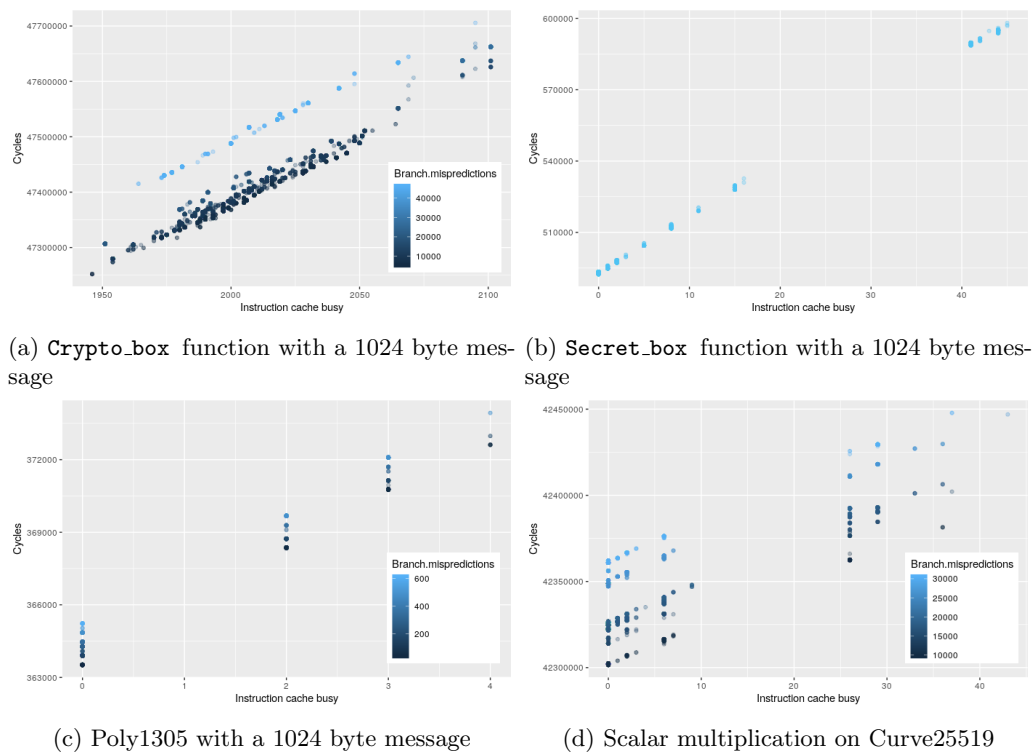 47700000
47600000
47500000
47400000
47300000
Cycles
1950
2000
2050
2100
Instruction cache busy
Branch.mispredictions
40000
30000
20000
10000
600000
570000
540000
510000
Cycles
0
10
20
30
40
Instruction cache busy
(a) Crypto_box function with a 1024 byte mes-
sage
(b) Secret_box function with a 1024 byte mes-
sage
372000
369000
366000
363000
Cycles
0
1
2
3
4
Instruction cache busy
Branch.mispredictions
600
400
200
42450000
42400000
42350000
42300000
Cycles
0
10
20
30
40
Instruction cache busy
Branch.mispredictions
30000
25000
20000
15000
10000
(c) Poly1305 with a 1024 byte message
(d) Scalar multiplication on Curve25519